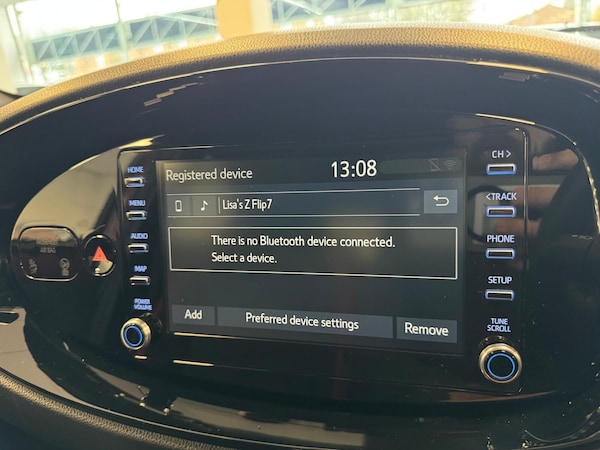 Registered device
13:08
Lisa's Z Flip7
There is no Bluetooth device connected.
Select a device.
Add
Preferred device settings
Remove
HOME
MENU
AUDIO
MAP
POWER
VOLUME
CH >
< TRACK
PHONE
SETUP
TUNE
SCROLL